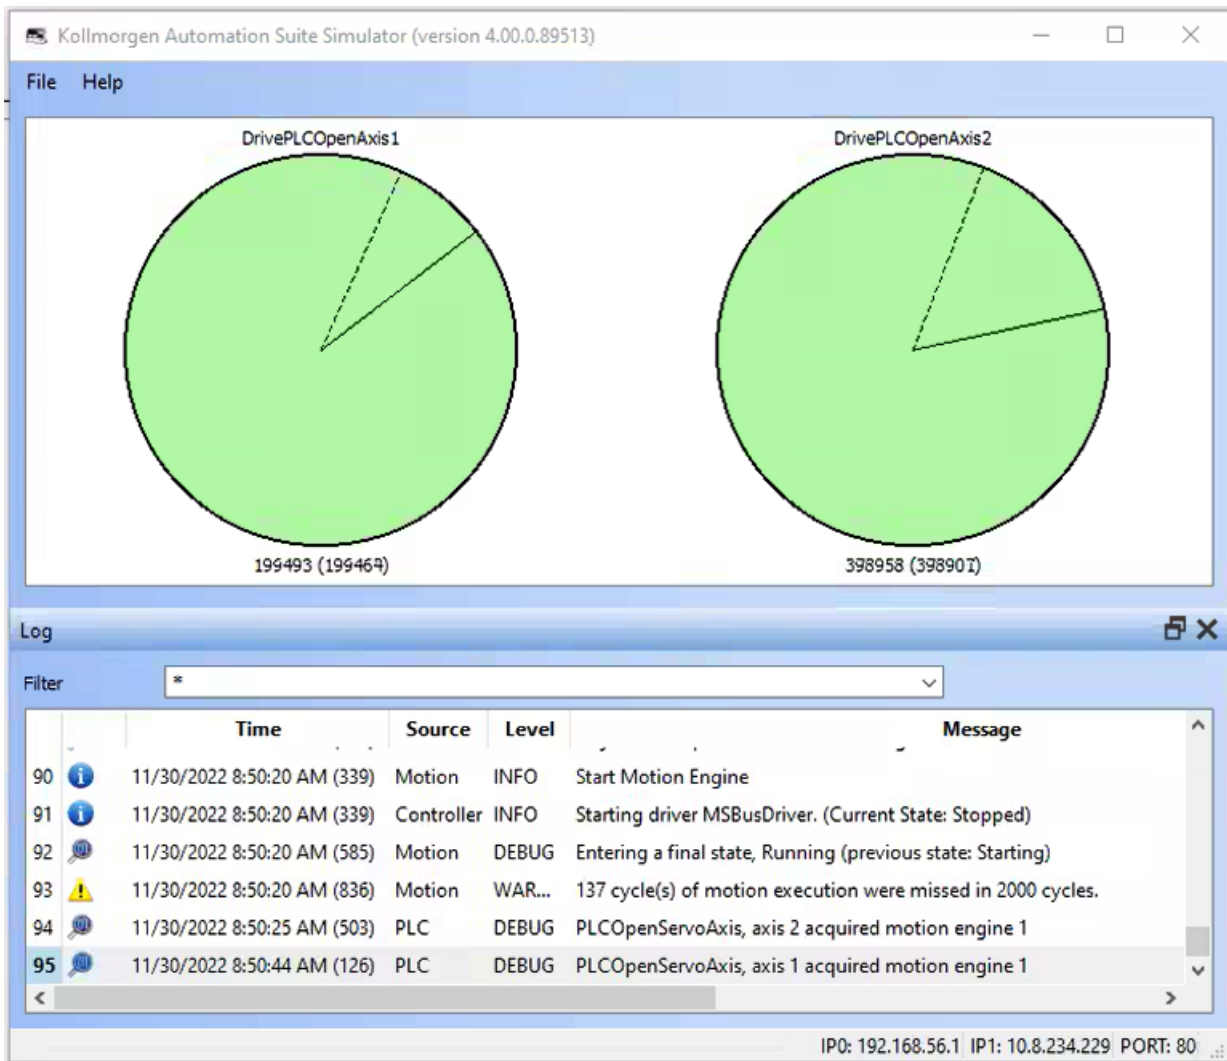 Kollmorgen Automation Suite Simulator (version 4.00.0.89513)
File Help
DrivePLCOpenAxis1
DrivePLCOpenAxis2
199493 (199464)
398958 (398901)
Log
Filter *
Time Source Level Message
90 11/30/2022 8:50:20 AM (339) Motion INFO Start Motion Engine
91 11/30/2022 8:50:20 AM (339) Controller INFO Starting driver MSBusDriver. (Current State: Stopped)
92 11/30/2022 8:50:20 AM (585) Motion DEBUG Entering a final state, Running (previous state: Starting)
93 11/30/2022 8:50:20 AM (836) Motion WAR... 137 cycle(s) of motion execution were missed in 2000 cycles.
94 11/30/2022 8:50:25 AM (503) PLC DEBUG PLCOpenServoAxis, axis 2 acquired motion engine 1
95 11/30/2022 8:50:44 AM (126) PLC DEBUG PLCOpenServoAxis, axis 1 acquired motion engine 1
IP0: 192.168.56.1 IP1: 10.8.234.229 PORT: 80